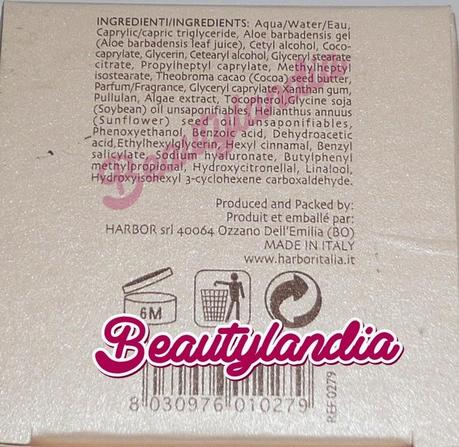 INGREDIENTI/INGREDIENTS: Aqua/Water/Eau,
Caprylic/capric triglyceride, Aloe barbadensis gel
(Aloe barbadensis leaf juice), Cetyl alcohol, Coco-
caprylate, Glycerin, Cetearyl alcohol, Glyceryl stearate
citrate, Propylheptyl caprylate, Methylhept
isostearate, Theobroma cacao (Cocoa) seed butter,
Parfum/Fragrance, Glyceryl caprylate, Xanthan gum,
Pullulan, Algae extract, Tocopherol, Glycine soja
(Soybean) oil unsaponifiables, Helianthus annuus
(Sunflower) seed oil unsaponifiables,
Phenoxyethanol, Benzoic acid, Dehydroacetic
acid, Ethylhexylglycerin, Hexyl cinnamal, Benzyl
salicylate, Sodium hyaluronate, Butylphenyl
methylpropional, Hydroxycitronellal, Linalool,
Hydroxyisohexyl 3-cyclohexene carboxaldehyde.
Beautylandia
Produced and Packed by:
Produit et emballé par:
HARBOR srl 40064 Ozzano Dell'Emilia (BO)
MADE IN ITALY
www.harboritalia.it
6M
Beautylandia
8 030976 010279
REF 0279